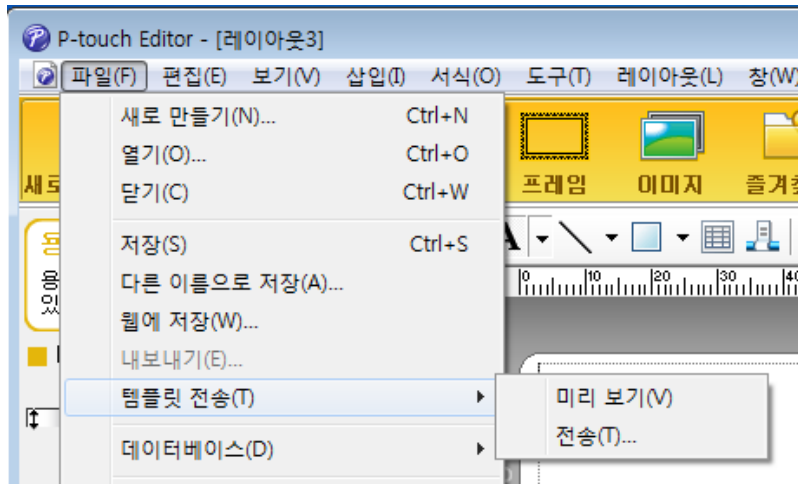 P-touch Editor - [레이아웃3]
파일(F) 편집(E) 보기(V) 삽입(I) 서식(O) 도구(T) 레이아웃(L) 창(W)
새로 만들기(N)... Ctrl+N
열기(O)... Ctrl+O
닫기(C) Ctrl+W
프레임 이미지
저장(S) Ctrl+S
다른 이름으로 저장(A)...
0 10 20 30
웹에 저장(W)...
내보내기(E)...
템플릿 전송(T)
미리 보기(V)
전송(T)...
데이터베이스(D)